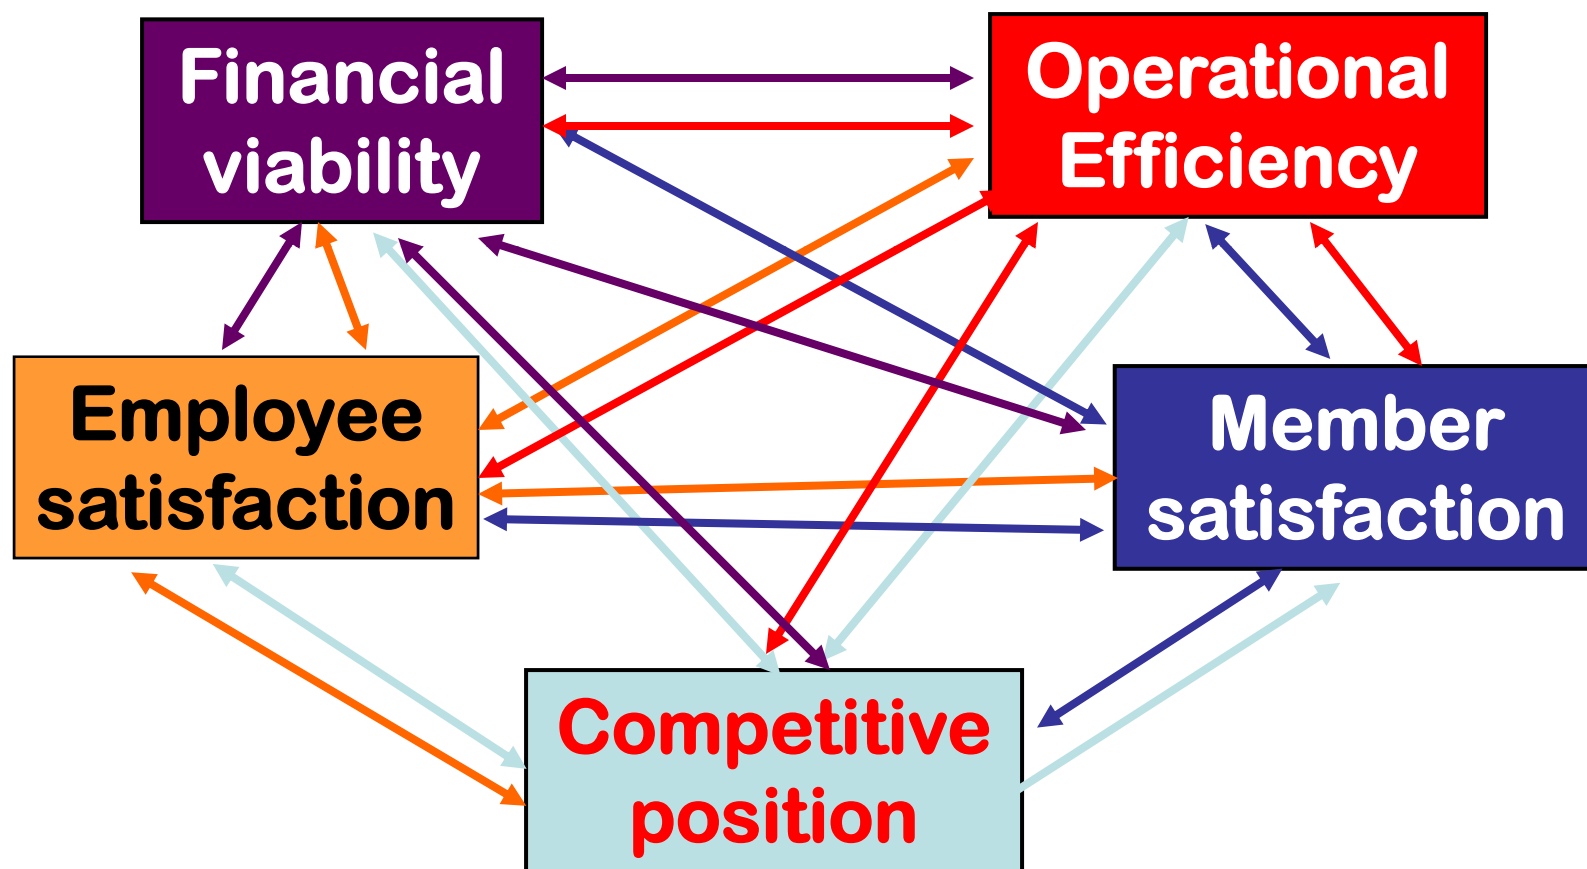 Financial
viability
Operational
Efficiency
Employee
satisfaction
Member
satisfaction
Competitive
position